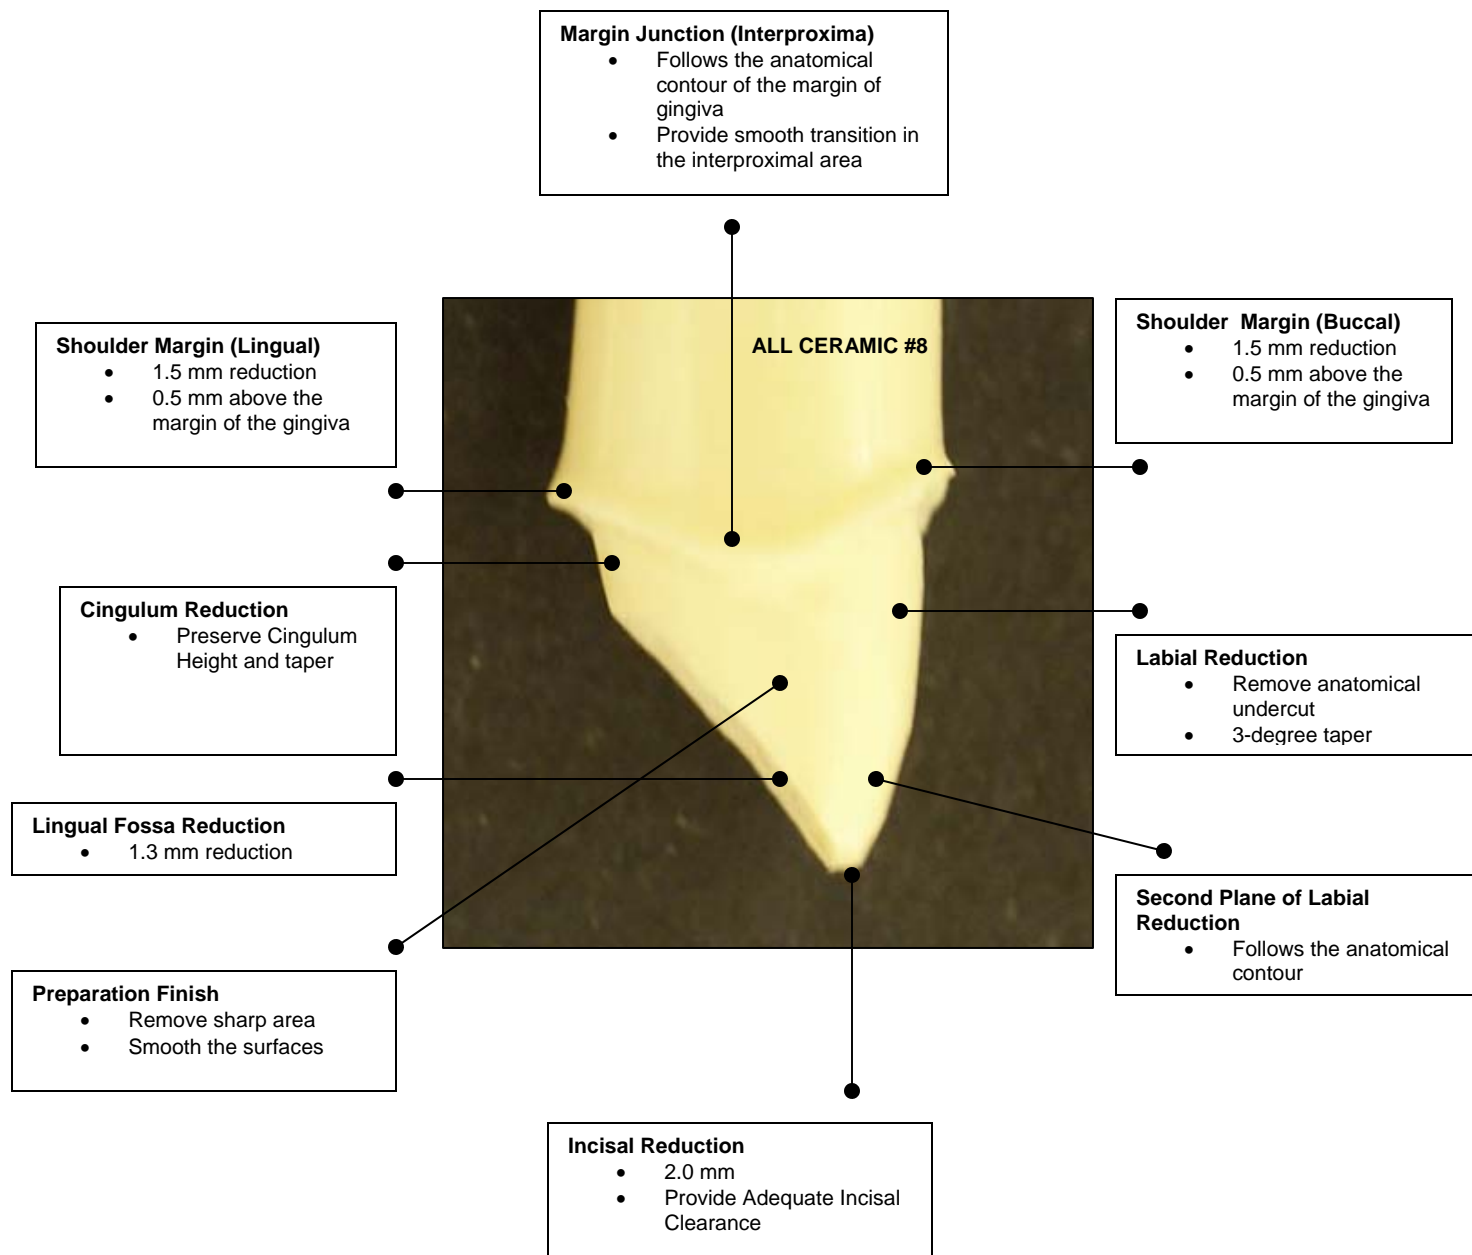 Margin Junction (Interproxima)
• Follows the anatomical
contour of the margin of
gingiva
• Provide smooth transition in
the interproximal area
ALL CERAMIC #8
Shoulder Margin (Lingual)
• 1.5 mm reduction
• 0.5 mm above the
margin of the gingiva
Shoulder Margin (Buccal)
• 1.5 mm reduction
• 0.5 mm above the
margin of the gingiva
Cingulum Reduction
• Preserve Cingulum
Height and taper
Labial Reduction
• Remove anatomical
undercut
• 3-degree taper
Lingual Fossa Reduction
• 1.3 mm reduction
Second Plane of Labial
Reduction
• Follows the anatomical
contour
Preparation Finish
• Remove sharp area
• Smooth the surfaces
Incisal Reduction
• 2.0 mm
• Provide Adequate Incisal
Clearance